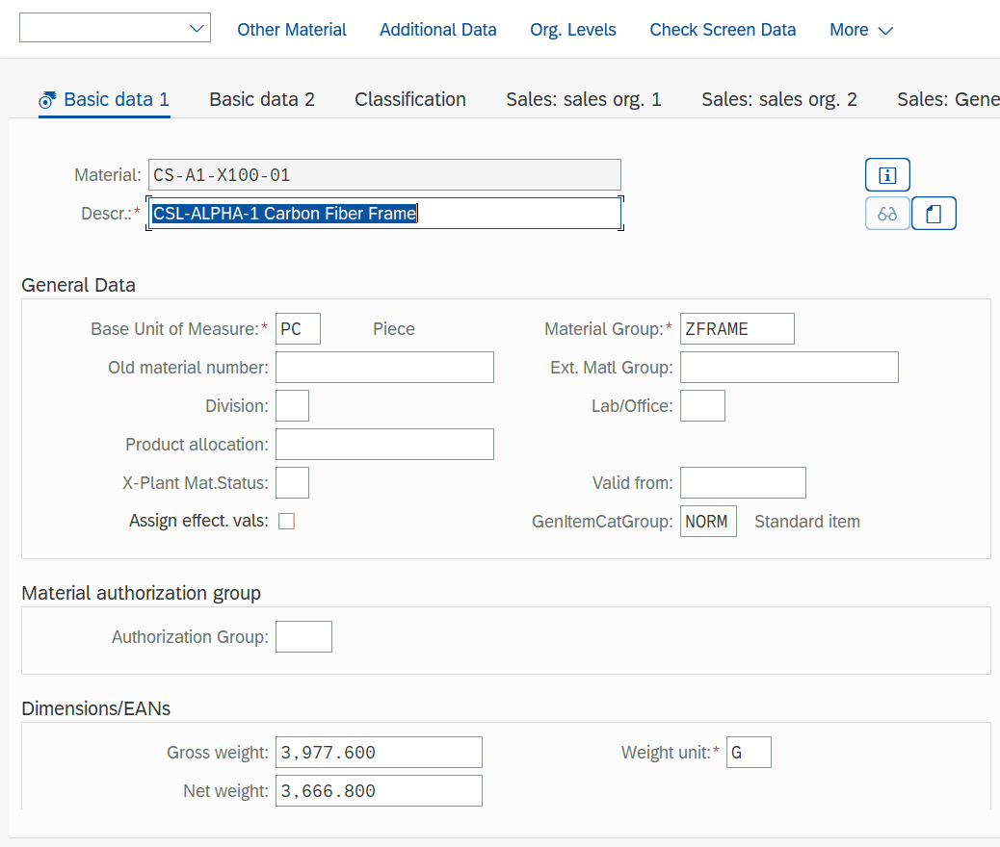 Other Material Additional Data Org. Levels Check Screen Data More
Basic data 1 Basic data 2 Classification Sales: sales org. 1 Sales: sales org. 2 Sales: Gene
Material: CS-A1-X100-01
Descr.:* CSL-ALPHA-1 Carbon Fiber Frame
General Data
Base Unit of Measure:* PC Piece Material Group:* ZFRAME
Old material number: Ext. Matl Group:
Division: Lab/Office:
Product allocation:
X-Plant Mat.Status: Valid from:
Assign effect. vals: GenItemCatGroup: NORM Standard item
Material authorization group
Authorization Group:
Dimensions/EANs
Gross weight: 3,977.600 Weight unit:* G
Net weight: 3,666.800